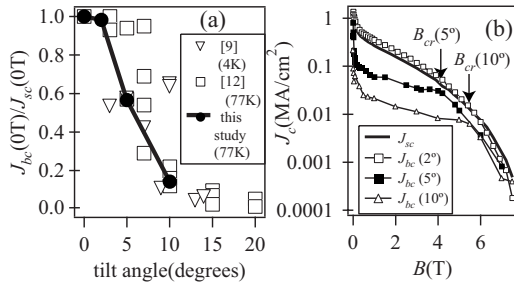 (a)
J_bc(0T)/J_sc(0T)
1.0
0.8
0.6
0.4
0.2
0.0
0 5 10 15 20
tilt angle(degrees)
[9]
(4K)
[12]
(77K)
this
study
(77K)
(b)
J_c(MA/cm²)
1
0.1
0.01
0.001
0.0001
0 2 4 6
B(T)
B_cr(5º)
B_cr(10º)
J_sc
J_bc (2º)
J_bc (5º)
J_bc (10º)